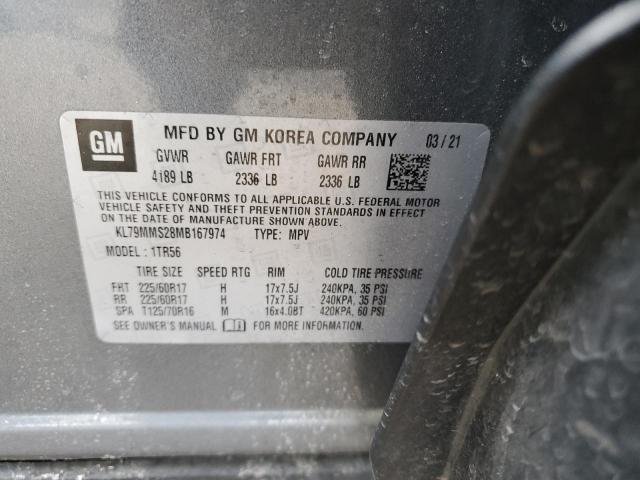 GM
MFD BY GM KOREA COMPANY 03/21
GVWR GAWR FRT GAWR RR
4189 LB 2336 LB 2336 LB
THIS VEHICLE CONFORMS TO ALL APPLICABLE U.S. FEDERAL MOTOR
VEHICLE SAFETY AND THEFT PREVENTION STANDARDS IN EFFECT
ON THE DATE OF MANUFACTURE SHOWN ABOVE.
KL79MMS28MB167974 TYPE: MPV
MODEL: 1TR56
TIRE SIZE SPEED RTG RIM COLD TIRE PRESSURE
FRT 225/60R17 H 17x7.5J 240KPA, 35 PSI
RR 225/60R17 H 17x7.5J 240KPA, 35 PSI
SPA T125/70R16 M 16x4.0BT 420KPA, 60 PSI
SEE OWNER'S MANUAL FOR MORE INFORMATION.